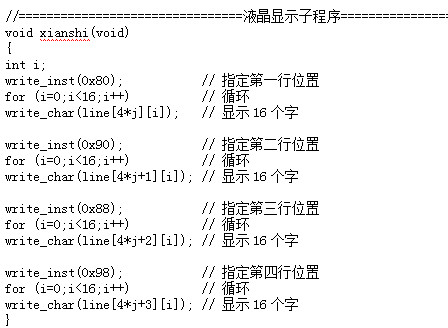 //================================液晶显示子程序===============
void xianshi(void)
{
int i;
write_inst(0x80);              // 指定第一行位置
for (i=0;i<16;i++)             // 循环
write_char(line[4*j][i]);      // 显示 16 个字
write_inst(0x90);              // 指定第二行位置
for (i=0;i<16;i++)             // 循环
write_char(line[4*j+1][i]);  // 显示 16 个字
write_inst(0x88);              // 指定第三行位置
for (i=0;i<16;i++)             // 循环
write_char(line[4*j+2][i]);  // 显示 16 个字
write_inst(0x98);              // 指定第四行位置
for (i=0;i<16;i++)             // 循环
write_char(line[4*j+3][i]);  // 显示 16 个字
}